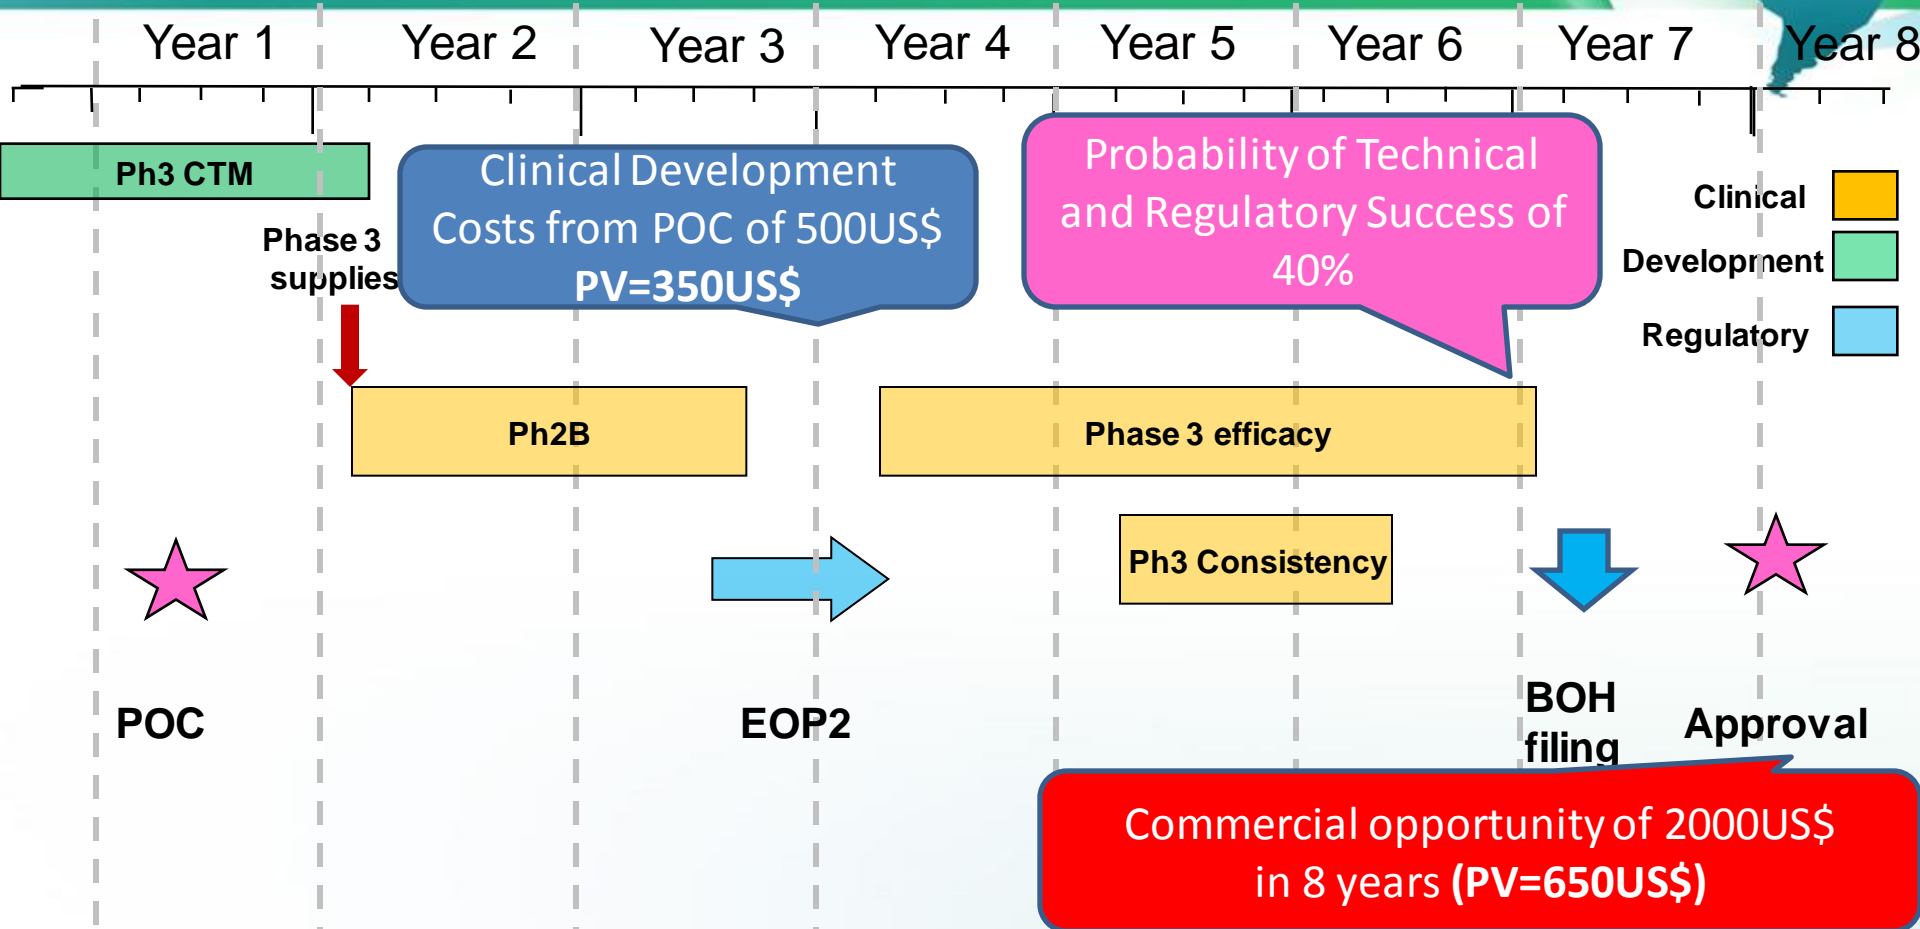 Year 1 Year 2 Year 3 Year 4 Year 5 Year 6 Year 7 Year 8
Ph3 CTM
Clinical Development
Costs from POC of 500US$
PV=350US$
Probability of Technical
and Regulatory Success of
40%
Clinical
Development
Regulatory
Phase 3
supplies
Ph2B
Phase 3 efficacy
Ph3 Consistency
POC
EOP2
BOH
filing
Approval
Commercial opportunity of 2000US$
in 8 years (PV=650US$)